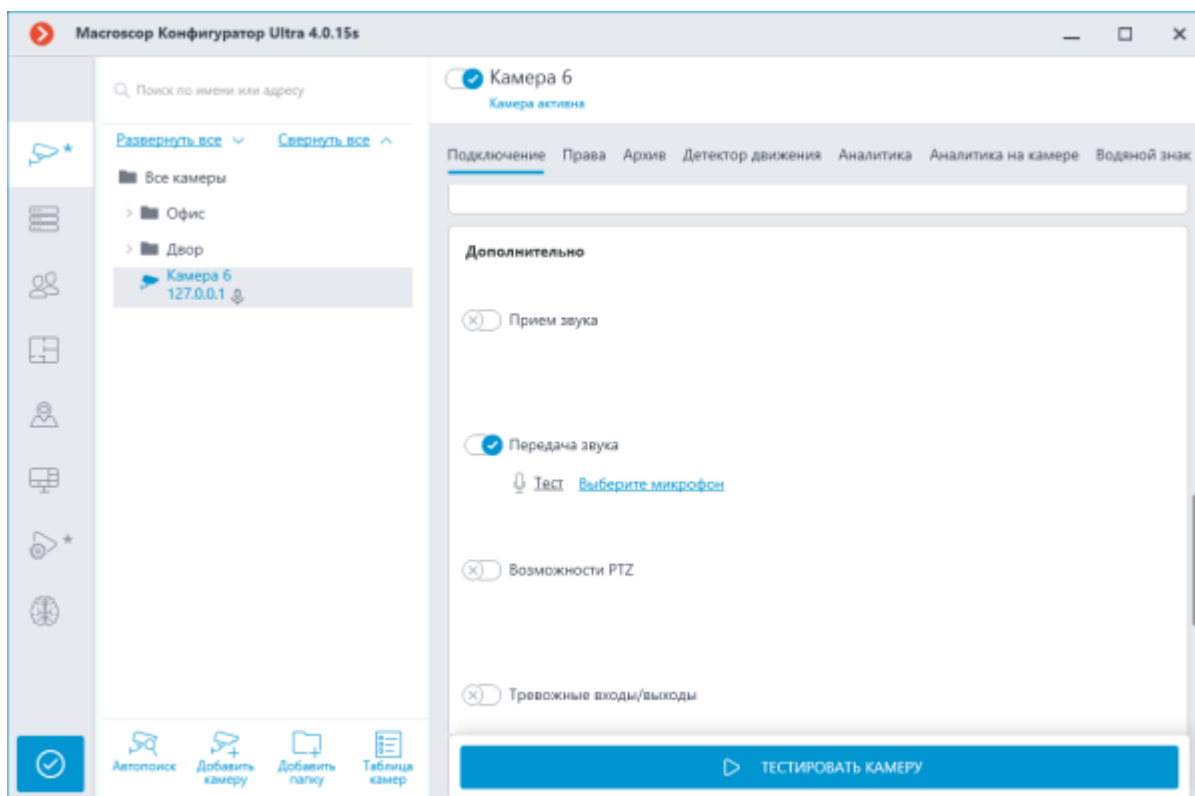 Macroscop Конфигуратор Ultra 4.0.15s
Поиск по имени или адресу
Развернуть все Свернуть все
Все камеры
Офис
Двор
Камера 6
127.0.0.1
Автопоиск
Добавить камеру
Добавить папку
Таблица камер
Камера 6
Камера активна
Подключение Права Архив Детектор движения Аналитика Аналитика на камере Водяной знак
Дополнительно
Прием звука
Передача звука
Тест Выберите микрофон
Возможности PTZ
Тревожные входы/выходы
ТЕСТИРОВАТЬ КАМЕРУ